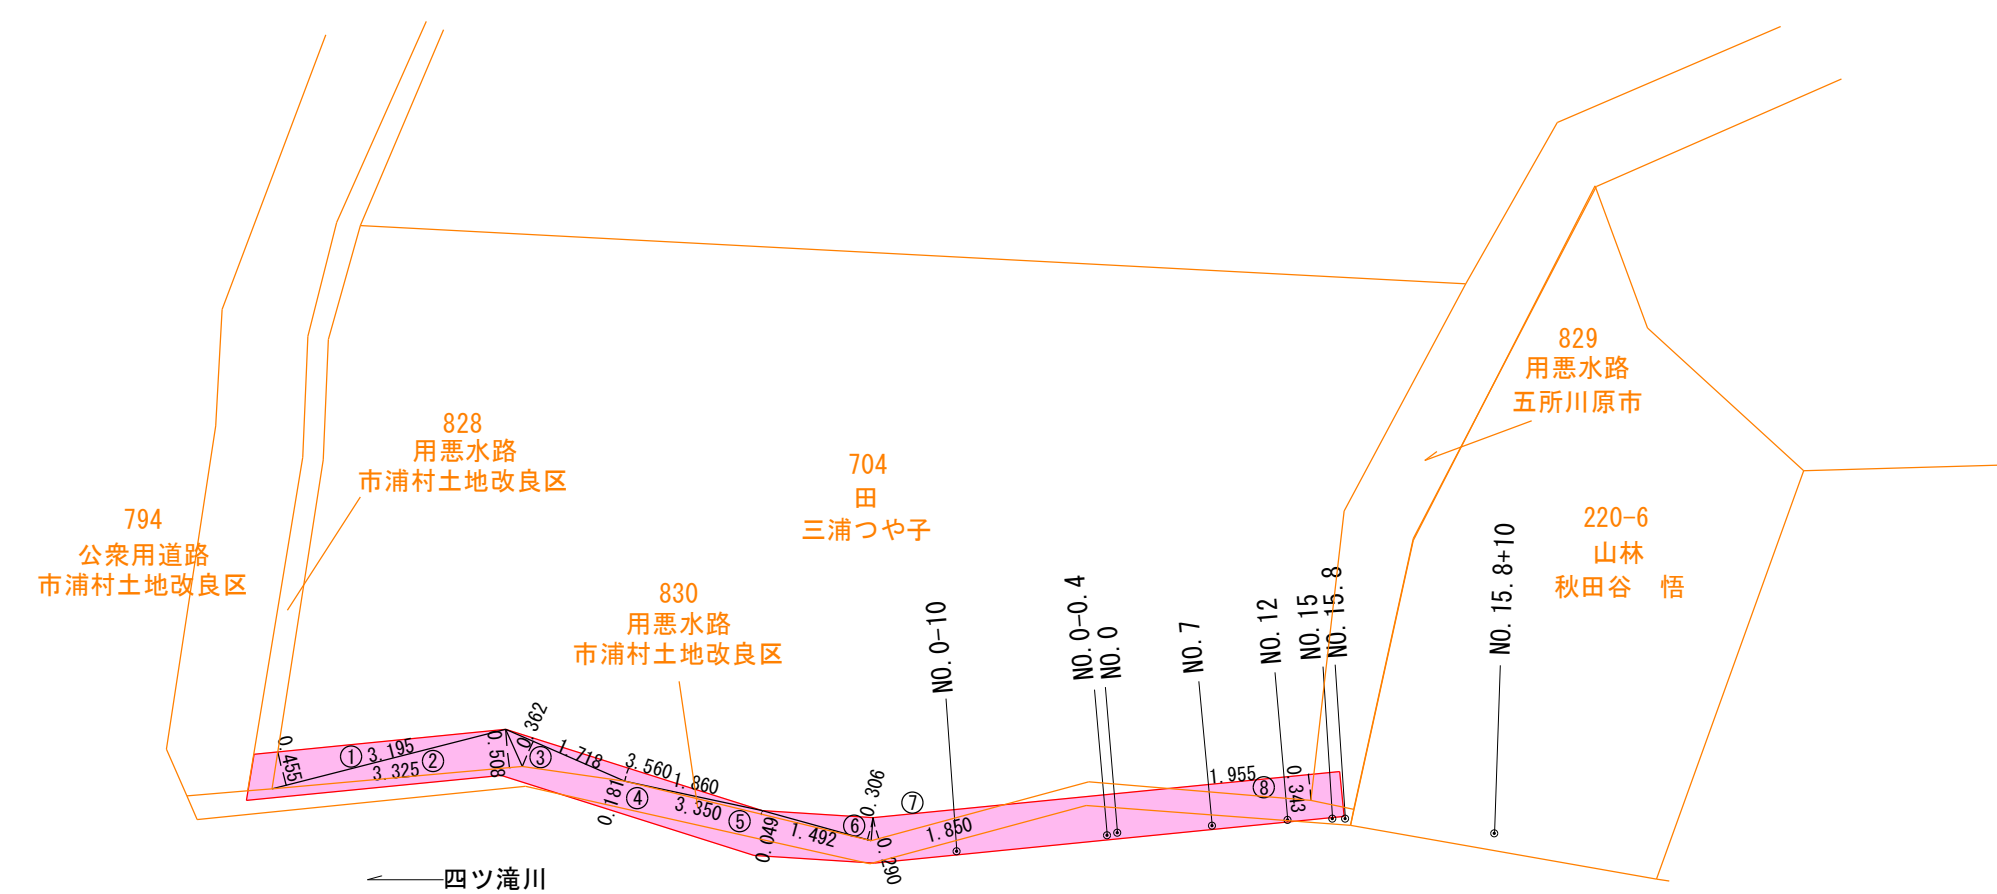 829
用悪水路
五所川原市
828
用悪水路
市浦村土地改良区
704
田
三浦つや子
794
公衆用道路
市浦村土地改良区
220-6
山林
秋田谷　悟
830
用悪水路
市浦村土地改良区
NO. 0-10
NO. 0-0. 4
NO. 0
NO. 7
NO. 12
NO. 15
NO. 15. 8
NO. 15. 8+10
0. 455
① 3. 195
3. 325 ②
0. 508
0. 362
③
1. 718
3. 560
1. 860
0. 181
④
3. 350
⑤
0. 049
1. 492
⑥
0. 306
⑦
0. 290
1. 850
1. 955
⑧
0. 343
四ツ滝川